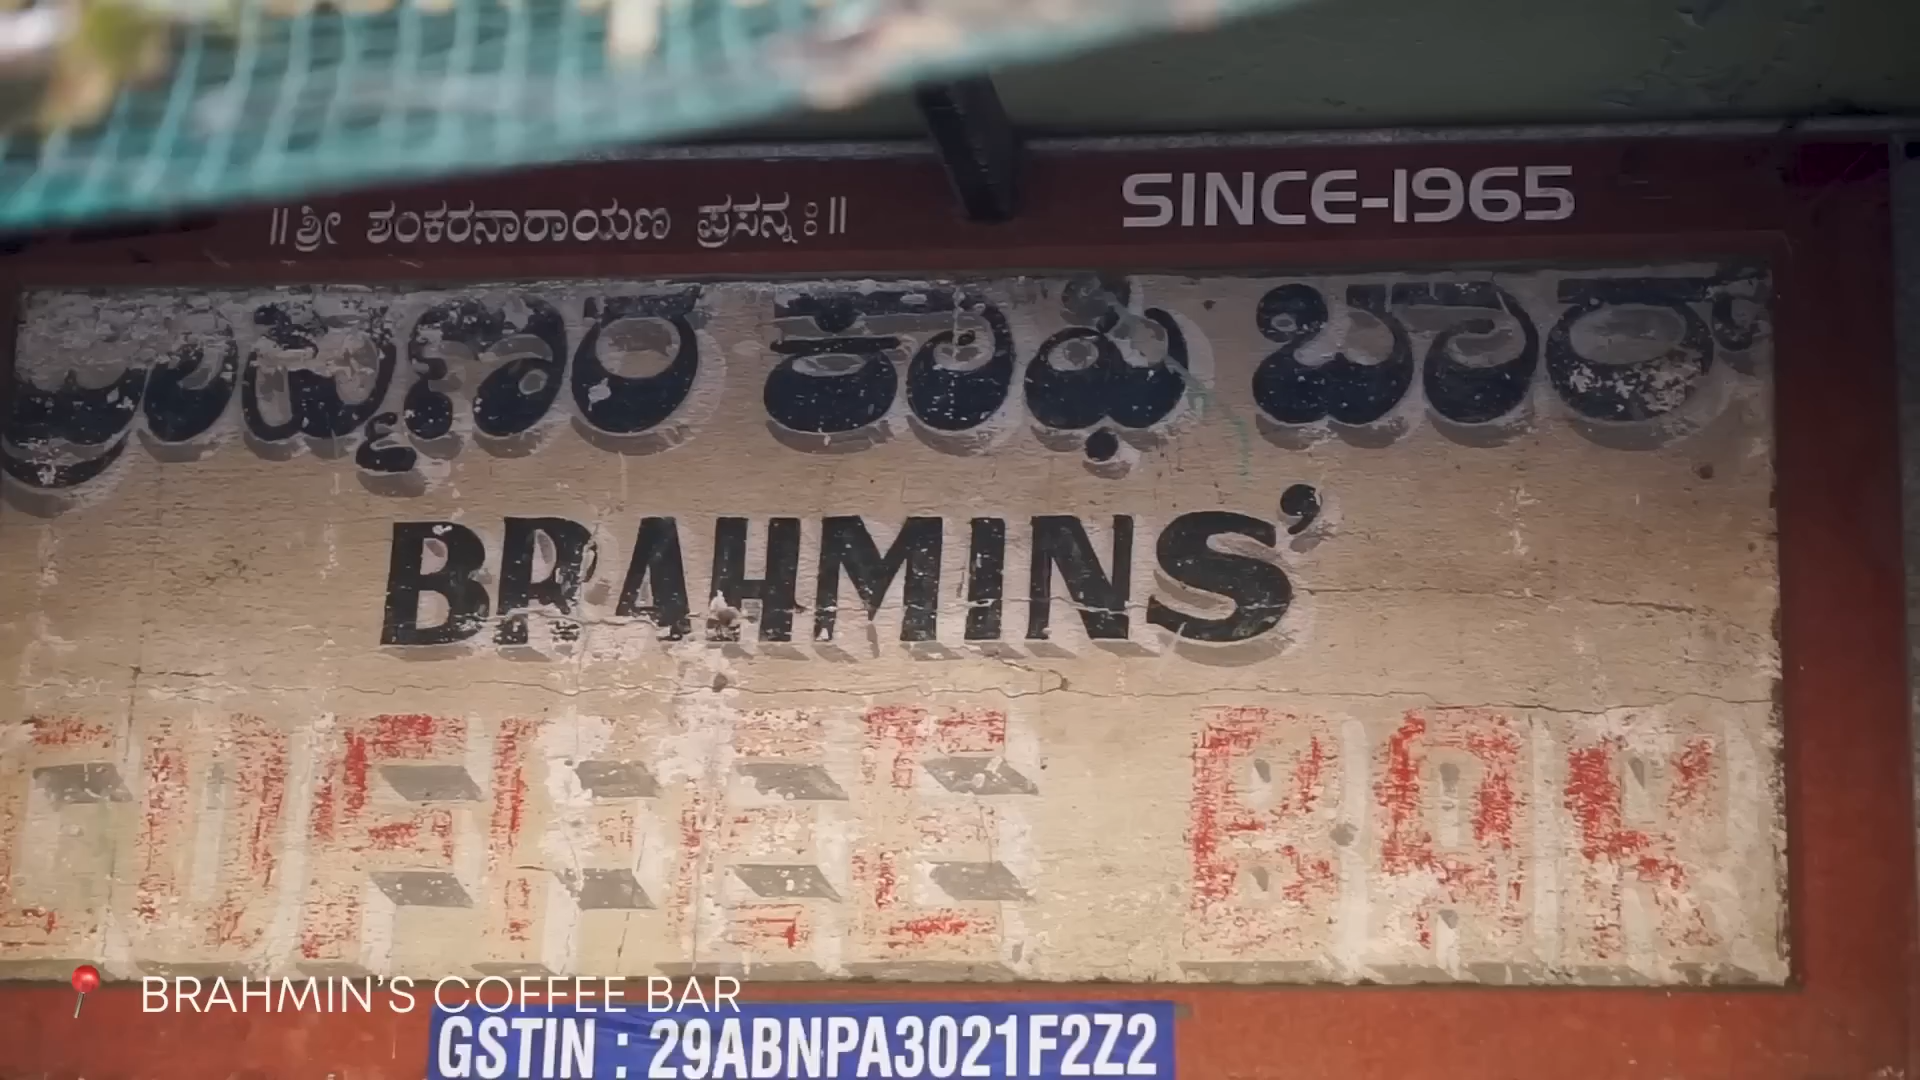 ॥ಶ್ರೀ ಶಂಕರನಾರಾಯಣ ಪ್ರಸನ್ನಃ॥
SINCE-1965
ಬ್ರಾಹ್ಮಣರ ಕಾಫಿ ಬಾರ್
BRAHMINS'
COFFEE BAR
📍 BRAHMIN'S COFFEE BAR
GSTIN : 29ABNPA3021F2Z2